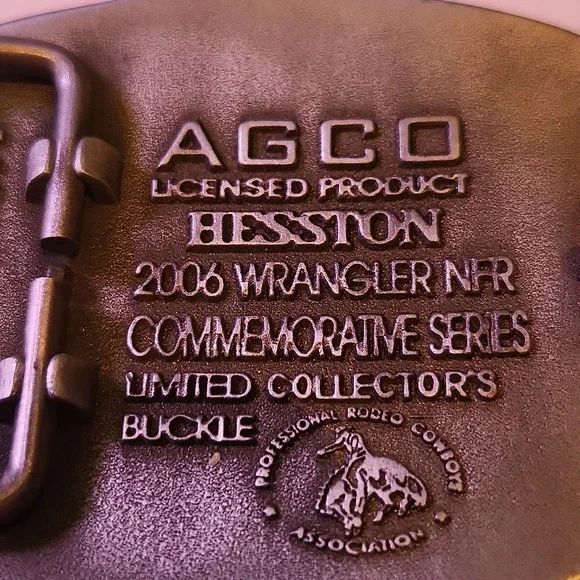 AGCO
LICENSED PRODUCT
HESSTON
2006 WRANGLER NFR
COMMEMORATIVE SERIES
LIMITED COLLECTOR'S
BUCKLE
PROFESSIONAL RODEO COWBOYS
ASSOCIATION